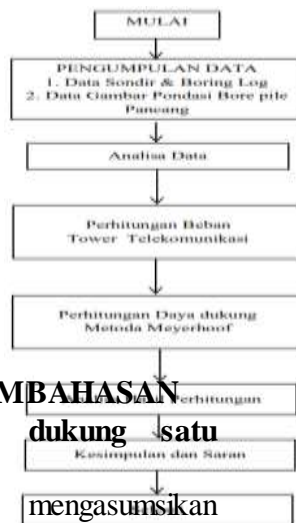 MULAI
PENGUMPULAN DATA
1. Data Sondir & Boring Log
2. Data Gambar Pondasi Bore pile
Pancang
Analisa Data
Perhitungan Beban
Tower Telekomunikasi
Perhitungan Daya dukung
Metoda Meyerhoof
MBAHASAN
Perhitungan
dukung satu
Kesimpulan dan Saran
mengasumsikan